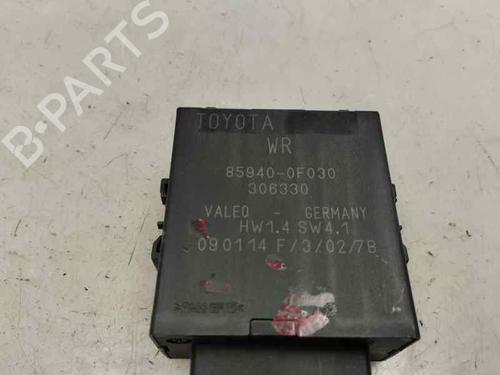 B-PARTS
TOYOTA
WR
85940-0F030
306330
VALEO - GERMANY
HW1.4 SW4.1
090114 F/3/02/7B